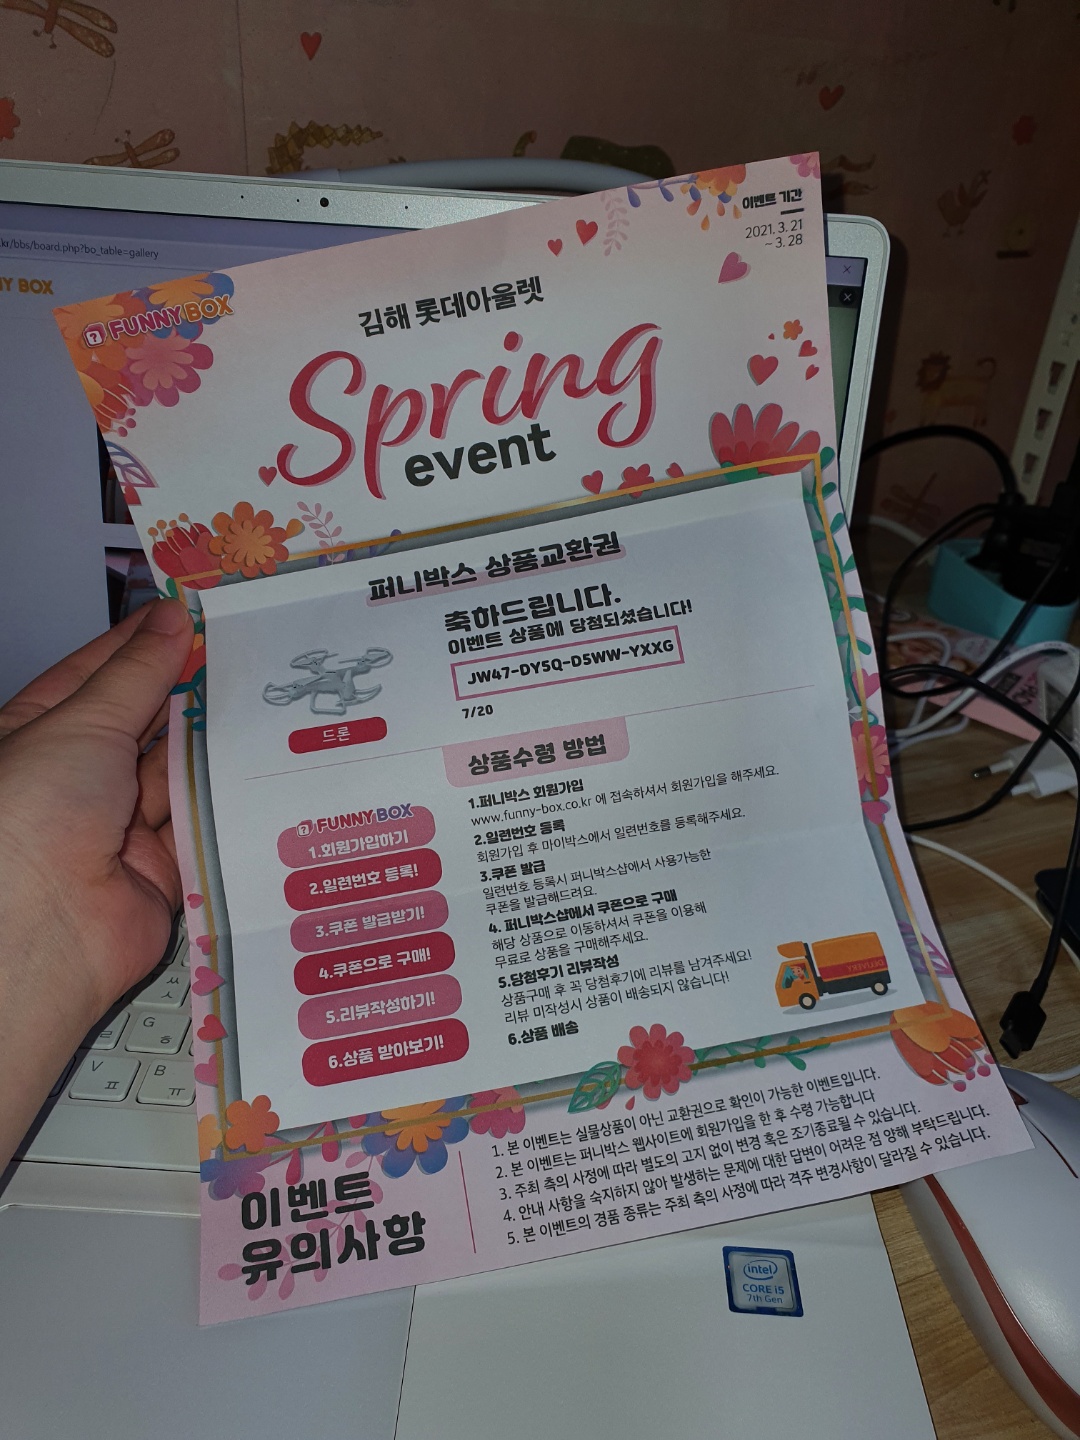 .kr/bbs/board.php?bo_table=gallery
NY BOX
이벤트 기간
2021. 3. 21
~ 3. 28
FUNNY BOX
김해 롯데아울렛
Spring
event
퍼니박스 상품교환권
축하드립니다.
이벤트 상품에 당첨되셨습니다!
JW47-DY5Q-D5WW-YXXG
7/20
드론
상품수령 방법
FUNNY BOX
1.회원가입하기
2.일련번호 등록!
3.쿠폰 발급받기!
4.쿠폰으로 구매!
5.리뷰작성하기!
6.상품 받아보기!
1.퍼니박스 회원가입
www.funny-box.co.kr 에 접속하셔서 회원가입을 해주세요.
2.일련번호 등록
회원가입 후 마이박스에서 일련번호를 등록해주세요.
3.쿠폰 발급
일련번호 등록시 퍼니박스샵에서 사용가능한
쿠폰을 발급해드려요.
4. 퍼니박스샵에서 쿠폰으로 구매
해당 상품으로 이동하셔서 쿠폰을 이용해
무료로 상품을 구매해주세요.
5.당첨후기 리뷰작성
상품구매 후 꼭 당첨후기에 리뷰를 남겨주세요!
리뷰 미작성시 상품이 배송되지 않습니다!
6.상품 배송
DELIVERY
이벤트
유의사항
1. 본 이벤트는 실물상품이 아닌 교환권으로 확인이 가능한 이벤트입니다.
2. 본 이벤트는 퍼니박스 웹사이트에 회원가입을 한 후 수령 가능합니다
3. 주최 측의 사정에 따라 별도의 고지 없이 변경 혹은 조기종료될 수 있습니다.
4. 안내 사항을 숙지하지 않아 발생하는 문제에 대한 답변이 어려운 점 양해 부탁드립니다.
5. 본 이벤트의 경품 종류는 주최 측의 사정에 따라 격주 변경사항이 달라질 수 있습니다.
G
ㅎ
V
ㅍ
B
ㅠ
intel
CORE i5
7th Gen